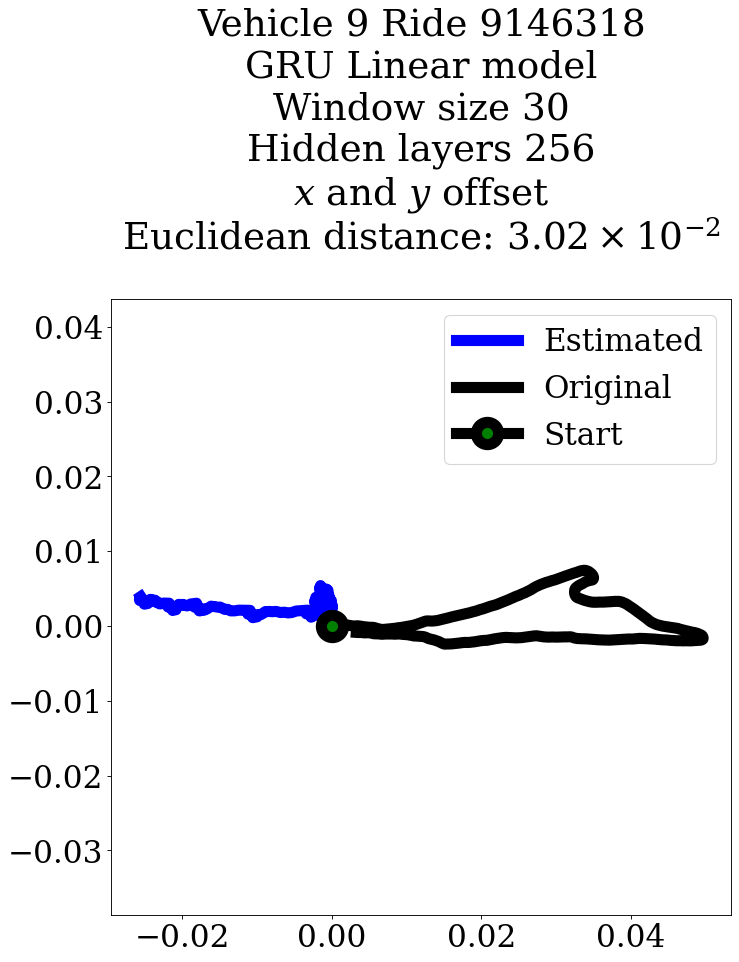 Vehicle 9 Ride 9146318
GRU Linear model
Window size 30
Hidden layers 256
x and y offset
Euclidean distance: 3.02 × 10⁻²
Estimated
Original
Start
0.04
0.03
0.02
0.01
0.00
−0.01
−0.02
−0.03
−0.02 0.00 0.02 0.04